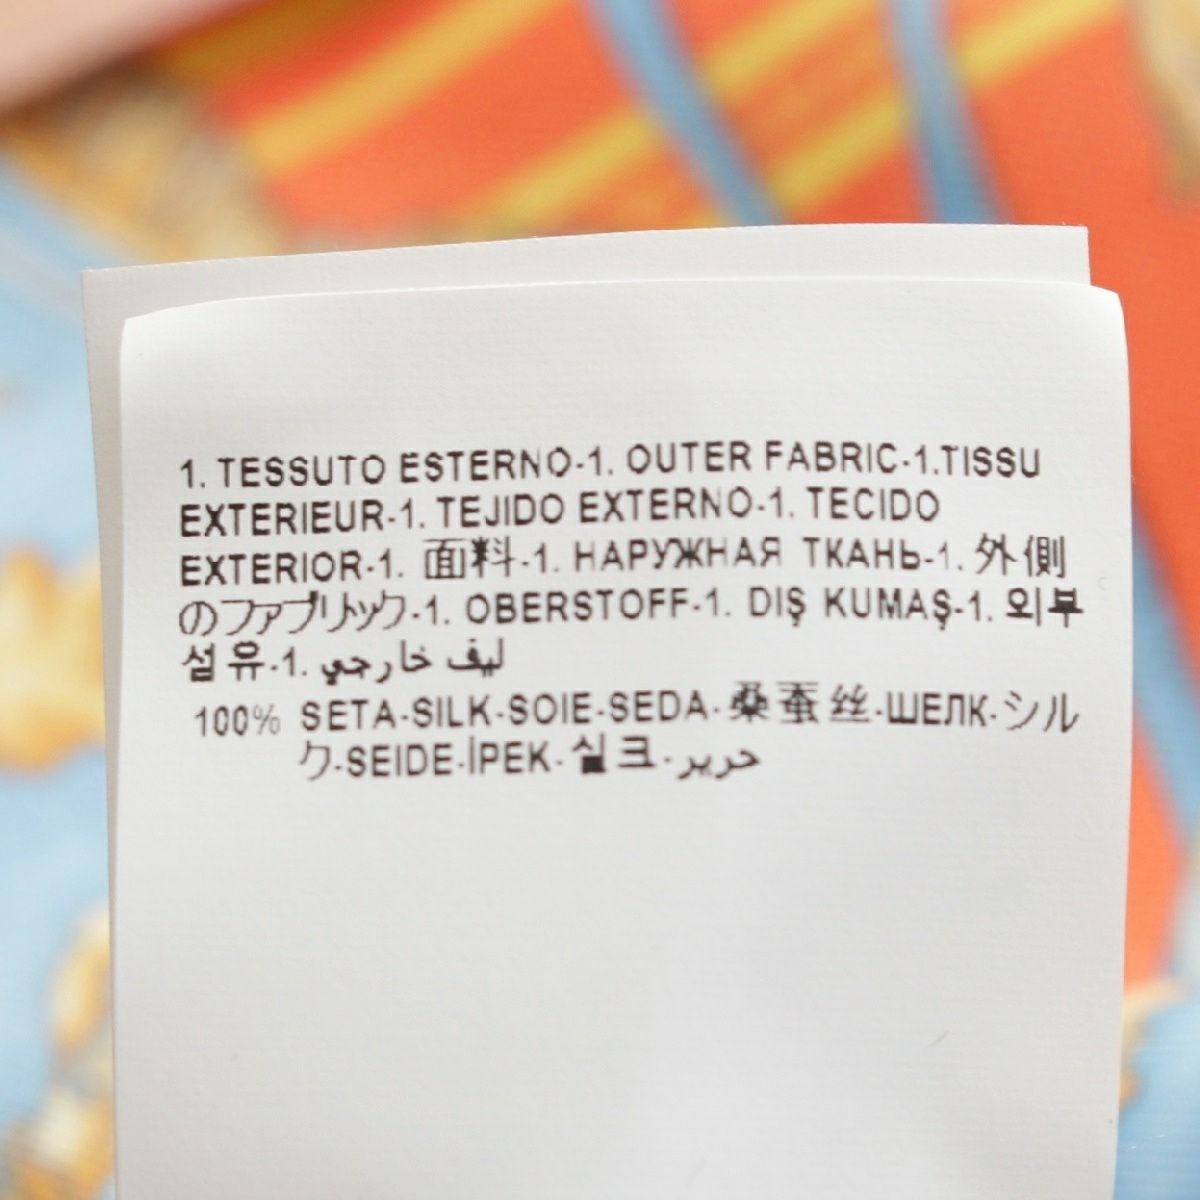 1. TESSUTO ESTERNO-1. OUTER FABRIC-1.TISSU
EXTERIEUR-1. TEJIDO EXTERNO-1. TECIDO
EXTERIOR-1. 面料-1. НАРУЖНАЯ ТКАНЬ-1. 外側
のファブリック-1. OBERSTOFF-1. DIŞ KUMAŞ-1. 외부
섬유-1. ليف خارجي
100% SETA-SILK-SOIE-SEDA-桑蚕丝-ШЕЛК-シル
ク-SEIDE-İPEK-실크-حرير